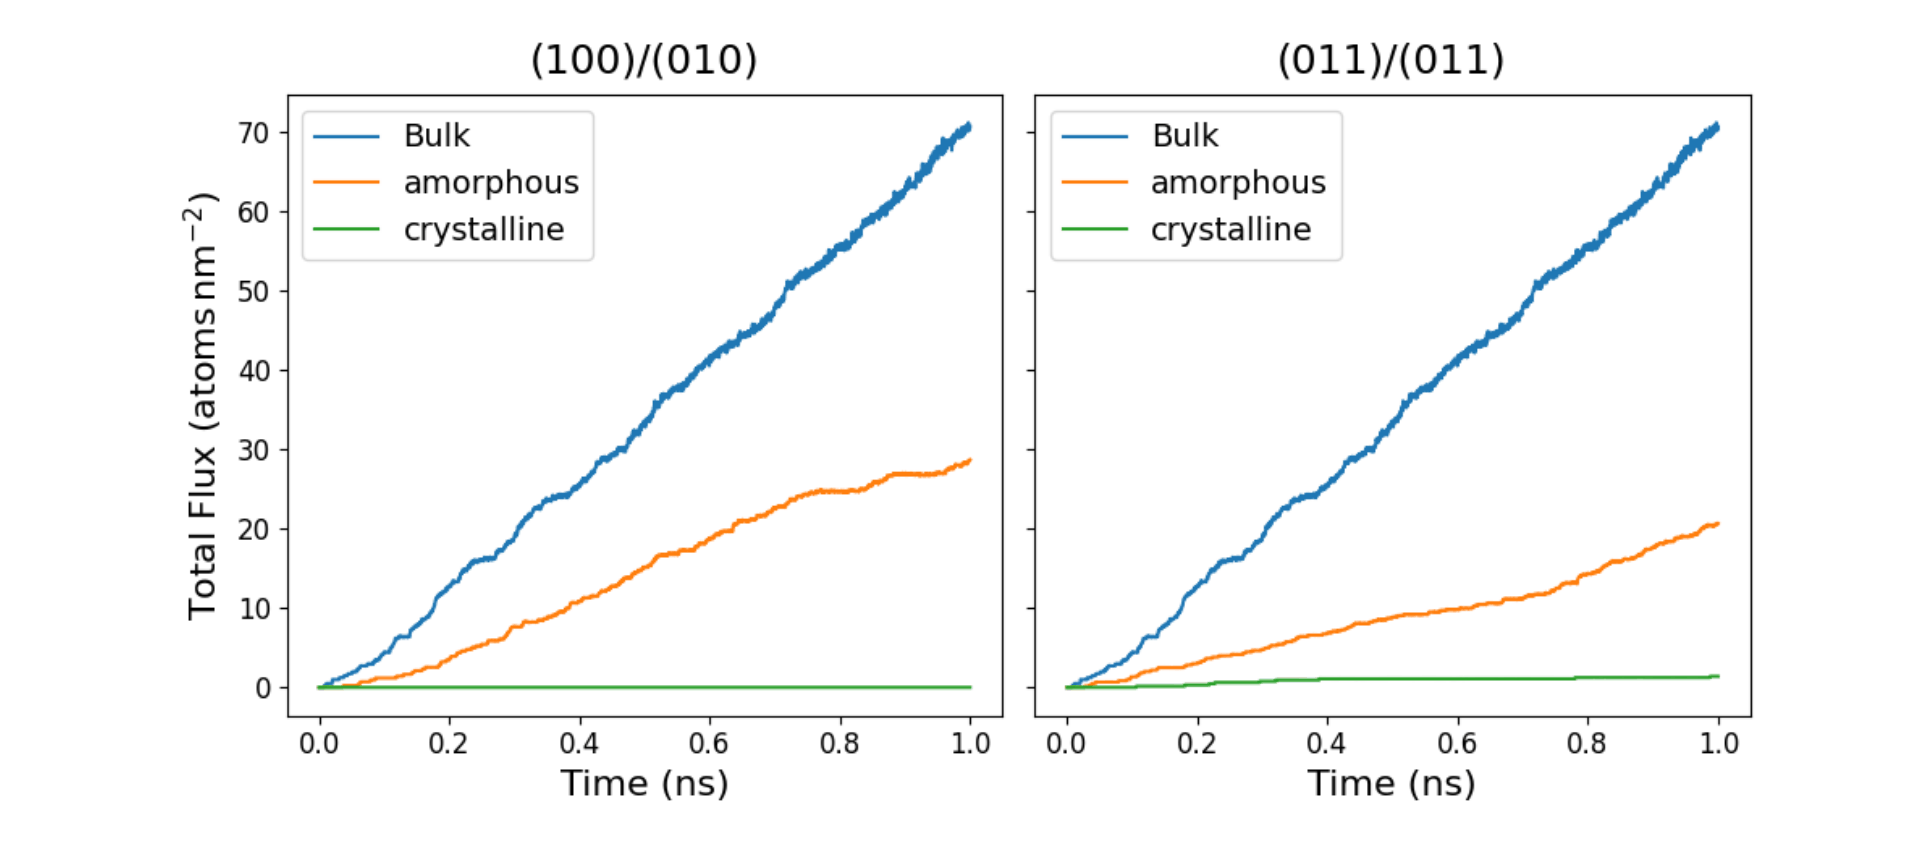 (100)/(010)
Bulk
amorphous
crystalline
Total Flux (atoms nm⁻²)
70
60
50
40
30
20
10
0
0.0 0.2 0.4 0.6 0.8 1.0
Time (ns)
(011)/(011)
Bulk
amorphous
crystalline
0.0 0.2 0.4 0.6 0.8 1.0
Time (ns)